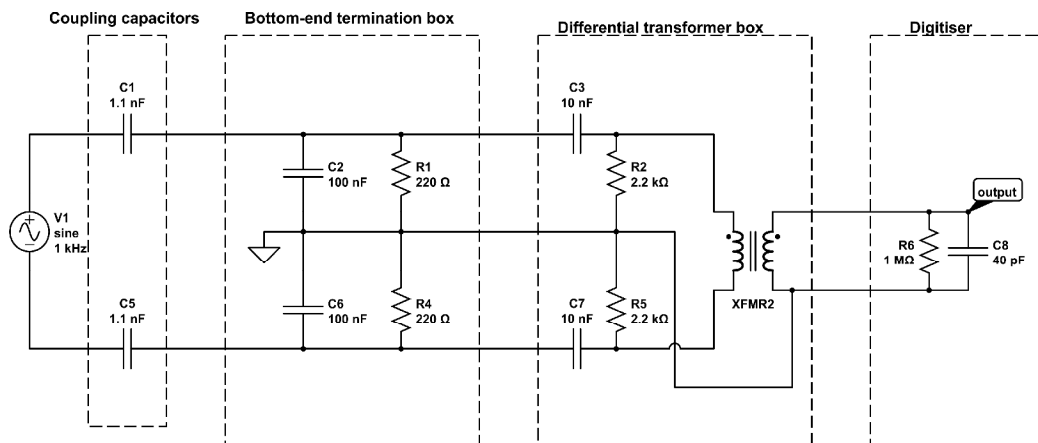 Coupling capacitors
Bottom-end termination box
Differential transformer box
Digitiser
C1
1.1 nF
C3
10 nF
C2
100 nF
R1
220 Ω
R2
2.2 kΩ
output
V1
sine
1 kHz
R6
1 MΩ
C8
40 pF
C6
100 nF
R4
220 Ω
C7
10 nF
R5
2.2 kΩ
XFMR2
C5
1.1 nF